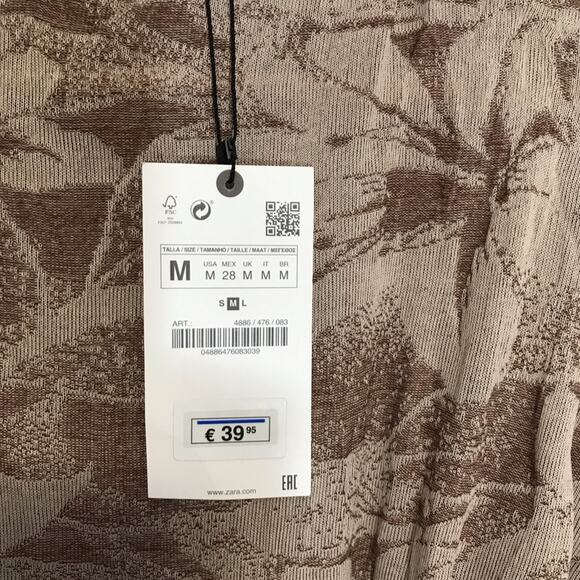 FSC
TALLA / SIZE / TAMANHO / TAILLE / MAAT / ΜΕΓΕΘΟΣ
M
USA MEX UK IT BR
M 28 M M M
S M L
ART.: 4886 / 476 / 083
04886476083039
€ 39 95
www.zara.com
EAC